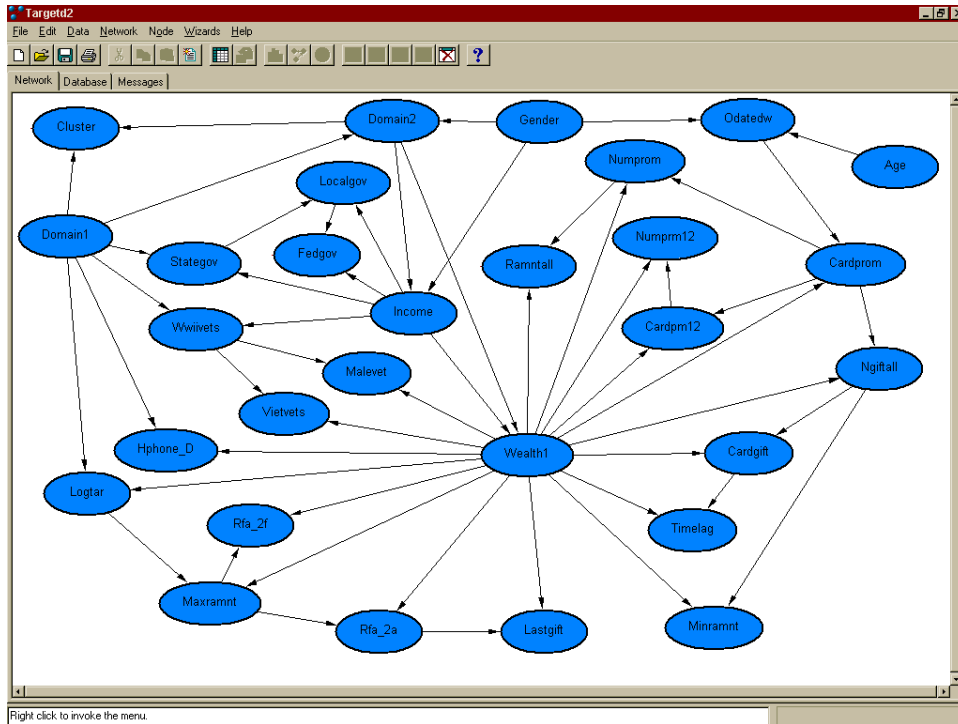 Targetd2
File Edit Data Network Node Wizards Help
Network Database Messages
Cluster
Domain2
Gender
Odatedw
Age
Numprom
Localgov
Domain1
Numprm12
Stategov
Fedgov
Ramntall
Cardprom
Income
Wwiivets
Cardpm12
Malevet
Ngiftall
Vietvets
Hphone_D
Wealth1
Cardgift
Logtar
Rfa_2f
Timelag
Maxramnt
Rfa_2a
Lastgift
Minramnt
Right click to invoke the menu.